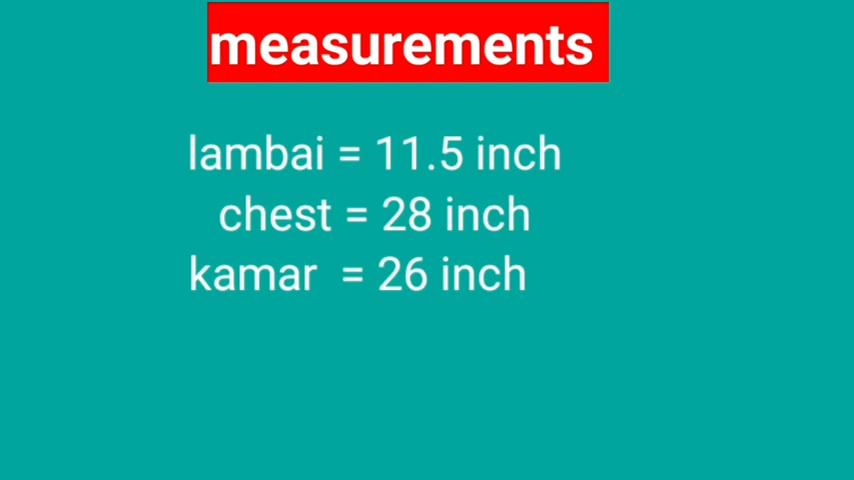 measurements
lambai = 11.5 inch
chest = 28 inch
kamar = 26 inch